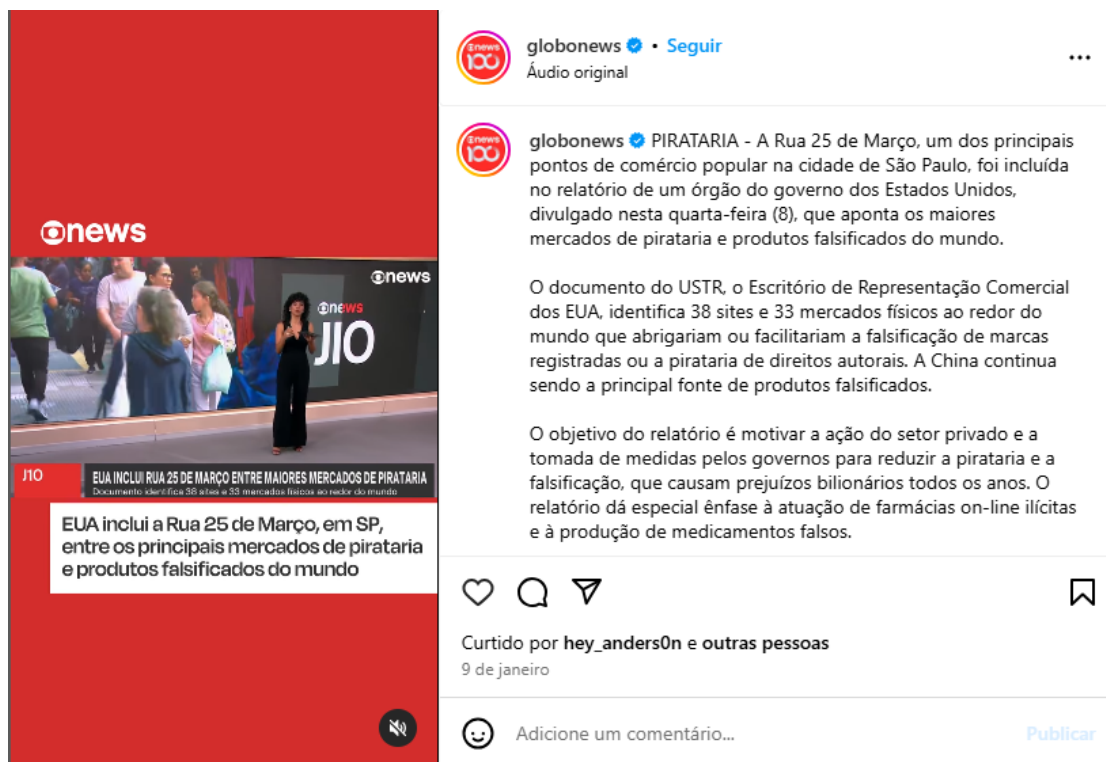 news
news
news
J10
J10
EUA INCLUI RUA 25 DE MARÇO ENTRE MAIORES MERCADOS DE PIRATARIA
Documento identifica 38 sites e 33 mercados físicos ao redor do mundo
EUA inclui a Rua 25 de Março, em SP,
entre os principais mercados de pirataria
e produtos falsificados do mundo
news
100
globonews • Seguir
Áudio original
news
100
globonews PIRATARIA - A Rua 25 de Março, um dos principais
pontos de comércio popular na cidade de São Paulo, foi incluída
no relatório de um órgão do governo dos Estados Unidos,
divulgado nesta quarta-feira (8), que aponta os maiores
mercados de pirataria e produtos falsificados do mundo.
O documento do USTR, o Escritório de Representação Comercial
dos EUA, identifica 38 sites e 33 mercados físicos ao redor do
mundo que abrigariam ou facilitariam a falsificação de marcas
registradas ou a pirataria de direitos autorais. A China continua
sendo a principal fonte de produtos falsificados.
O objetivo do relatório é motivar a ação do setor privado e a
tomada de medidas pelos governos para reduzir a pirataria e a
falsificação, que causam prejuízos bilionários todos os anos. O
relatório dá especial ênfase à atuação de farmácias on-line ilícitas
e à produção de medicamentos falsos.
Curtido por hey_anders0n e outras pessoas
9 de janeiro
Adicione um comentário...
Publicar